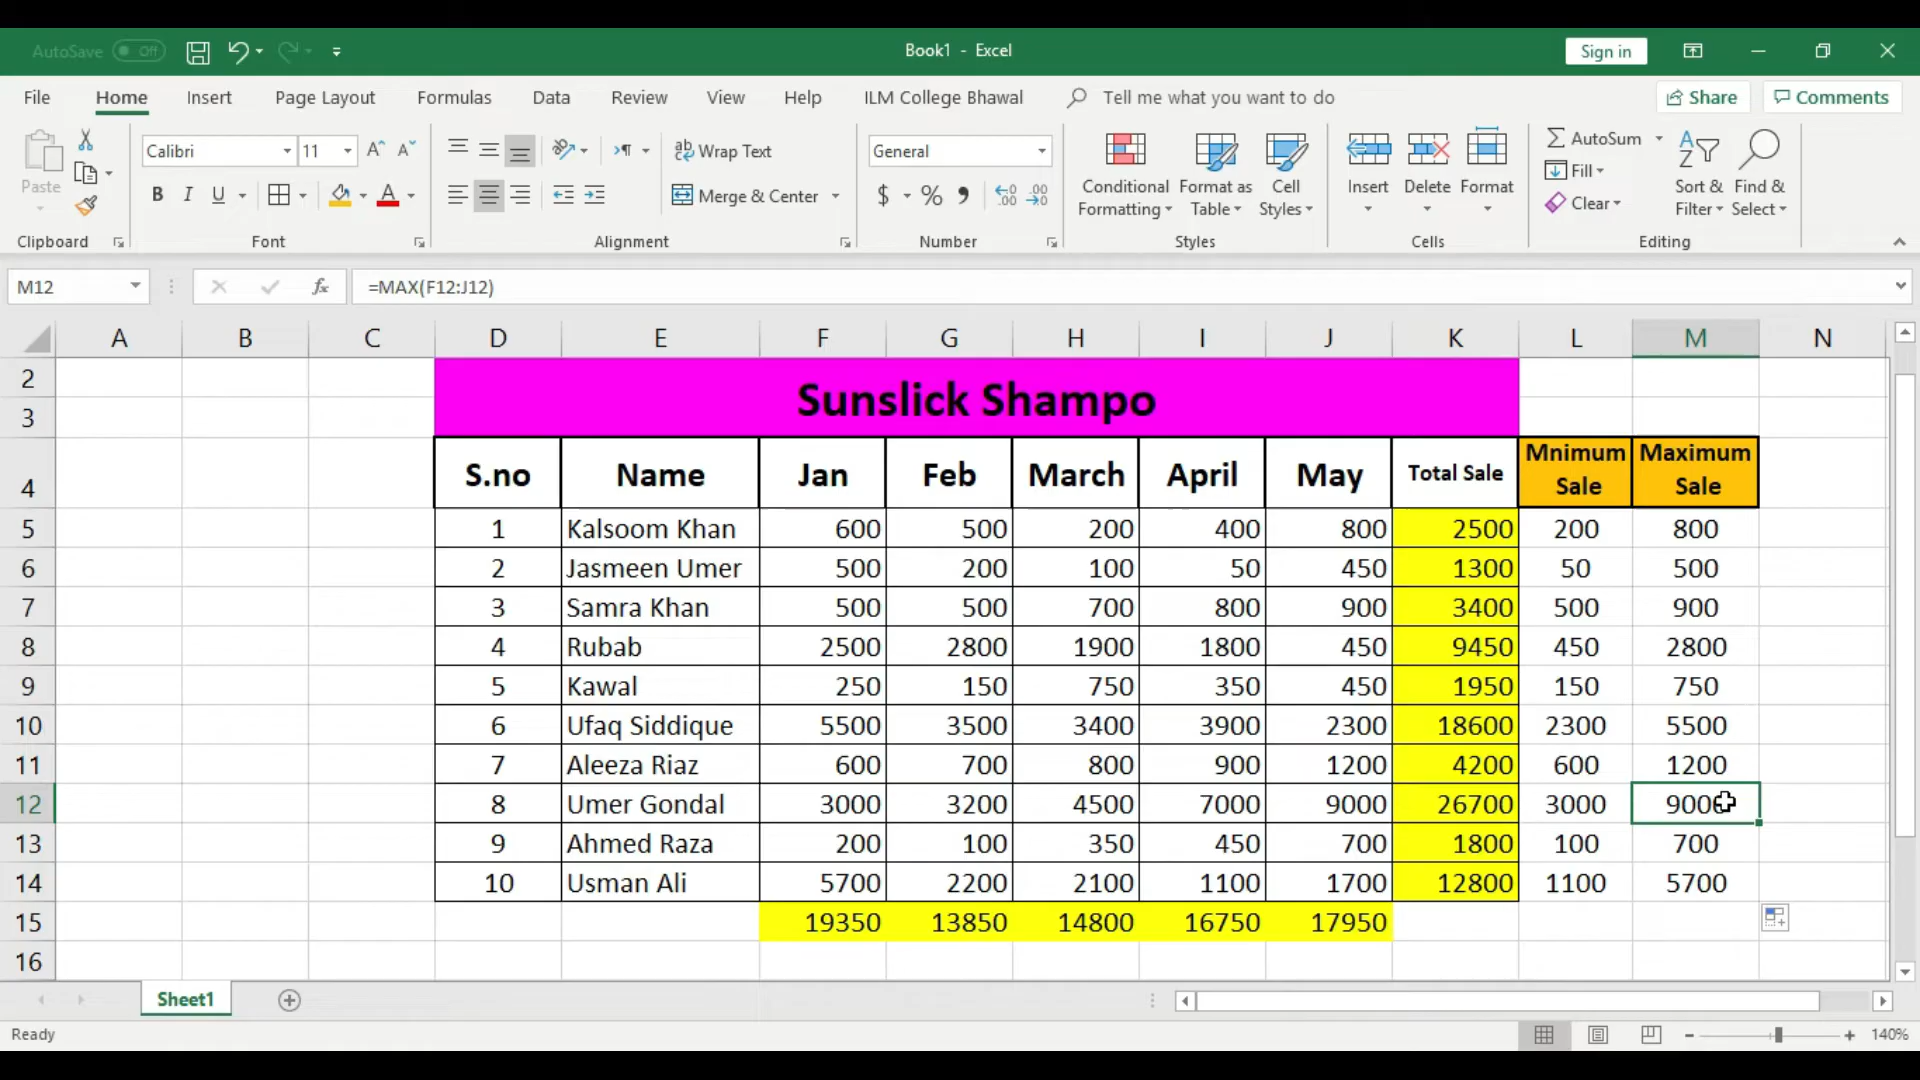 AutoSave Off Book1 - Excel Sign in
File Home Insert Page Layout Formulas Data Review View Help ILM College Bhawal Tell me what you want to do Share Comments
Paste Calibri 11 Wrap Text General Conditional Formatting Format as Table Cell Styles Insert Delete Format AutoSum Fill Clear Sort & Filter Find & Select
B I U Merge & Center $ % ,
Clipboard Font Alignment Number Styles Cells Editing
M12 fx =MAX(F12:J12)
A B C D E F G H I J K L M N
2 Sunslick Shampo
3
4 S.no Name Jan Feb March April May Total Sale Mnimum Sale Maximum Sale
5 1 Kalsoom Khan 600 500 200 400 800 2500 200 800
6 2 Jasmeen Umer 500 200 100 50 450 1300 50 500
7 3 Samra Khan 500 500 700 800 900 3400 500 900
8 4 Rubab 2500 2800 1900 1800 450 9450 450 2800
9 5 Kawal 250 150 750 350 450 1950 150 750
10 6 Ufaq Siddique 5500 3500 3400 3900 2300 18600 2300 5500
11 7 Aleeza Riaz 600 700 800 900 1200 4200 600 1200
12 8 Umer Gondal 3000 3200 4500 7000 9000 26700 3000 9000
13 9 Ahmed Raza 200 100 350 450 700 1800 100 700
14 10 Usman Ali 5700 2200 2100 1100 1700 12800 1100 5700
15 19350 13850 14800 16750 17950
16
Sheet1
Ready 140%